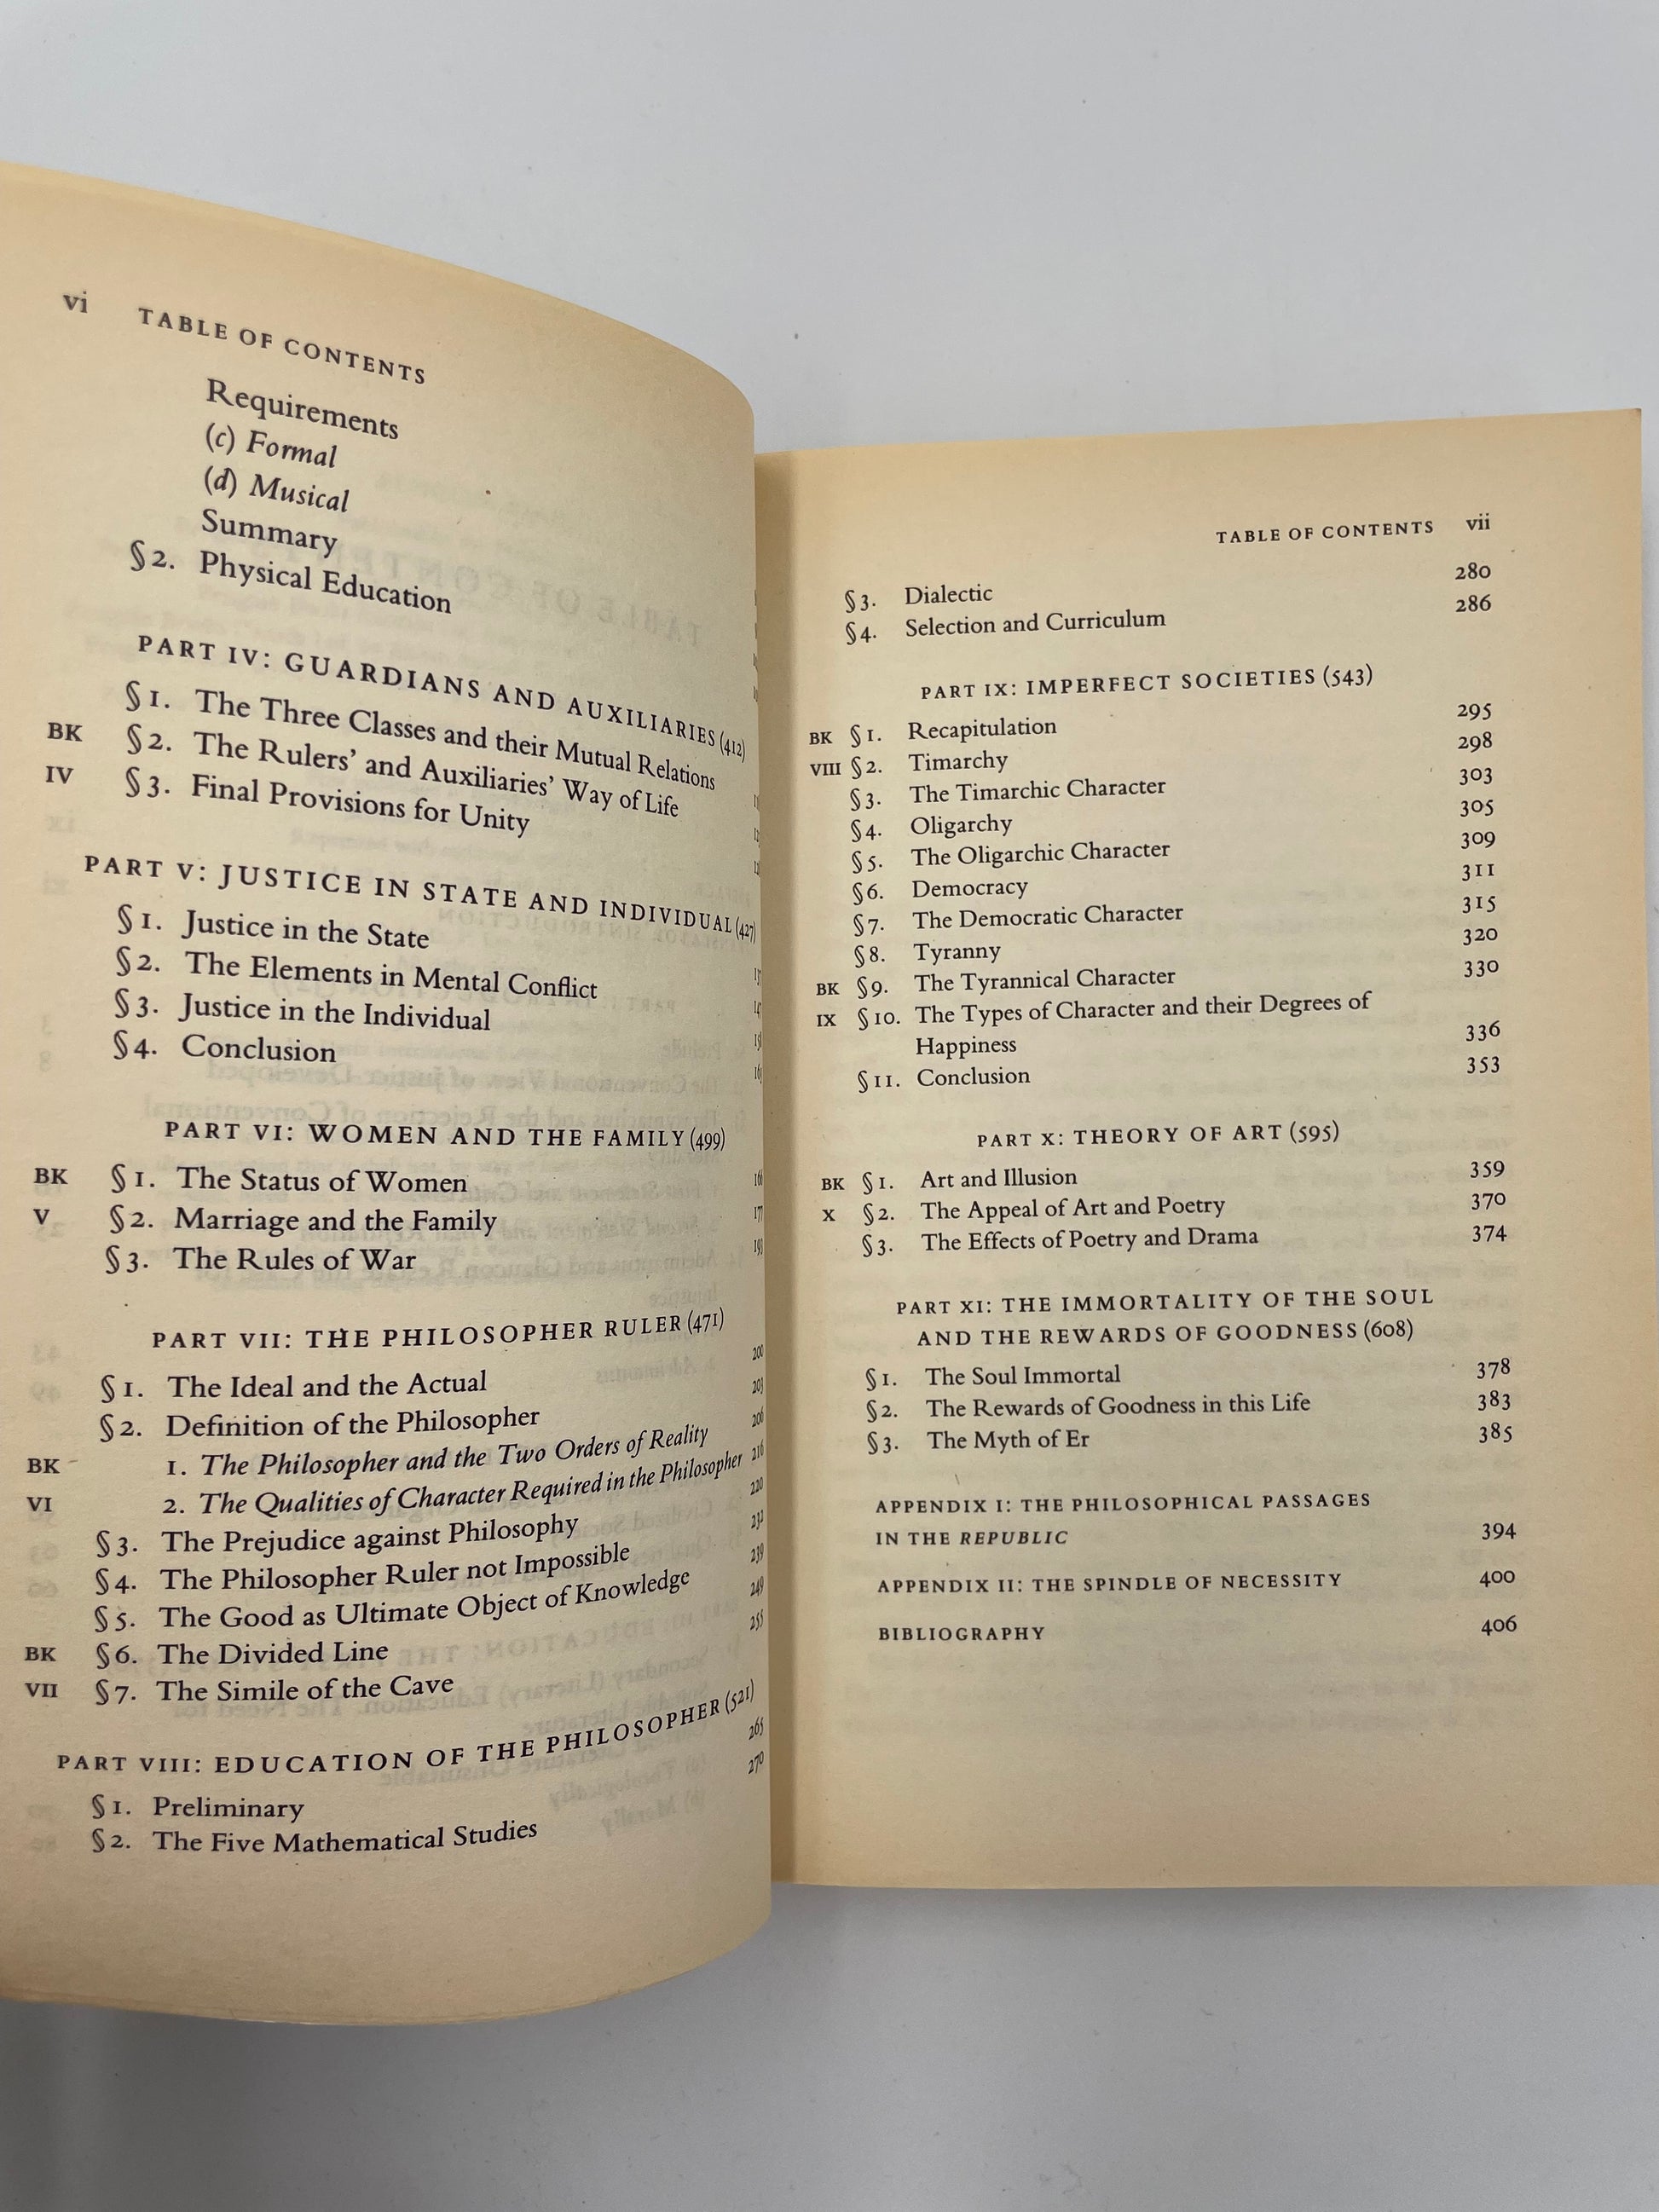 vi TABLE OF CONTENTS
Requirements
(c) Formal
(d) Musical
Summary
§2. Physical Education
PART IV: GUARDIANS AND AUXILIARIES (412)
§1. The Three Classes and their Mutual Relations
BK §2. The Rulers' and Auxiliaries' Way of Life
IV §3. Final Provisions for Unity
PART V: JUSTICE IN STATE AND INDIVIDUAL (427)
§1. Justice in the State
§2. The Elements in Mental Conflict
§3. Justice in the Individual
§4. Conclusion
PART VI: WOMEN AND THE FAMILY (499)
BK §1. The Status of Women
V §2. Marriage and the Family
§3. The Rules of War
PART VII: THE PHILOSOPHER RULER (471)
§1. The Ideal and the Actual 200
§2. Definition of the Philosopher 203
BK 1. The Philosopher and the Two Orders of Reality 206
VI 2. The Qualities of Character Required in the Philosopher 216
§3. The Prejudice against Philosophy 220
§4. The Philosopher Ruler not Impossible 232
§5. The Good as Ultimate Object of Knowledge 239
BK §6. The Divided Line 249
VII §7. The Simile of the Cave 255
PART VIII: EDUCATION OF THE PHILOSOPHER (521)
§1. Preliminary 265
§2. The Five Mathematical Studies 270
TABLE OF CONTENTS vii
§3. Dialectic 280
§4. Selection and Curriculum 286
PART IX: IMPERFECT SOCIETIES (543)
BK §1. Recapitulation 295
VIII §2. Timarchy 298
§3. The Timarchic Character 303
§4. Oligarchy 305
§5. The Oligarchic Character 309
§6. Democracy 311
§7. The Democratic Character 315
§8. Tyranny 320
BK §9. The Tyrannical Character 330
IX §10. The Types of Character and their Degrees of
Happiness 336
§11. Conclusion 353
PART X: THEORY OF ART (595)
BK §1. Art and Illusion 359
X §2. The Appeal of Art and Poetry 370
§3. The Effects of Poetry and Drama 374
PART XI: THE IMMORTALITY OF THE SOUL
AND THE REWARDS OF GOODNESS (608)
§1. The Soul Immortal 378
§2. The Rewards of Goodness in this Life 383
§3. The Myth of Er 385
APPENDIX I: THE PHILOSOPHICAL PASSAGES
IN THE REPUBLIC 394
APPENDIX II: THE SPINDLE OF NECESSITY 400
BIBLIOGRAPHY 406